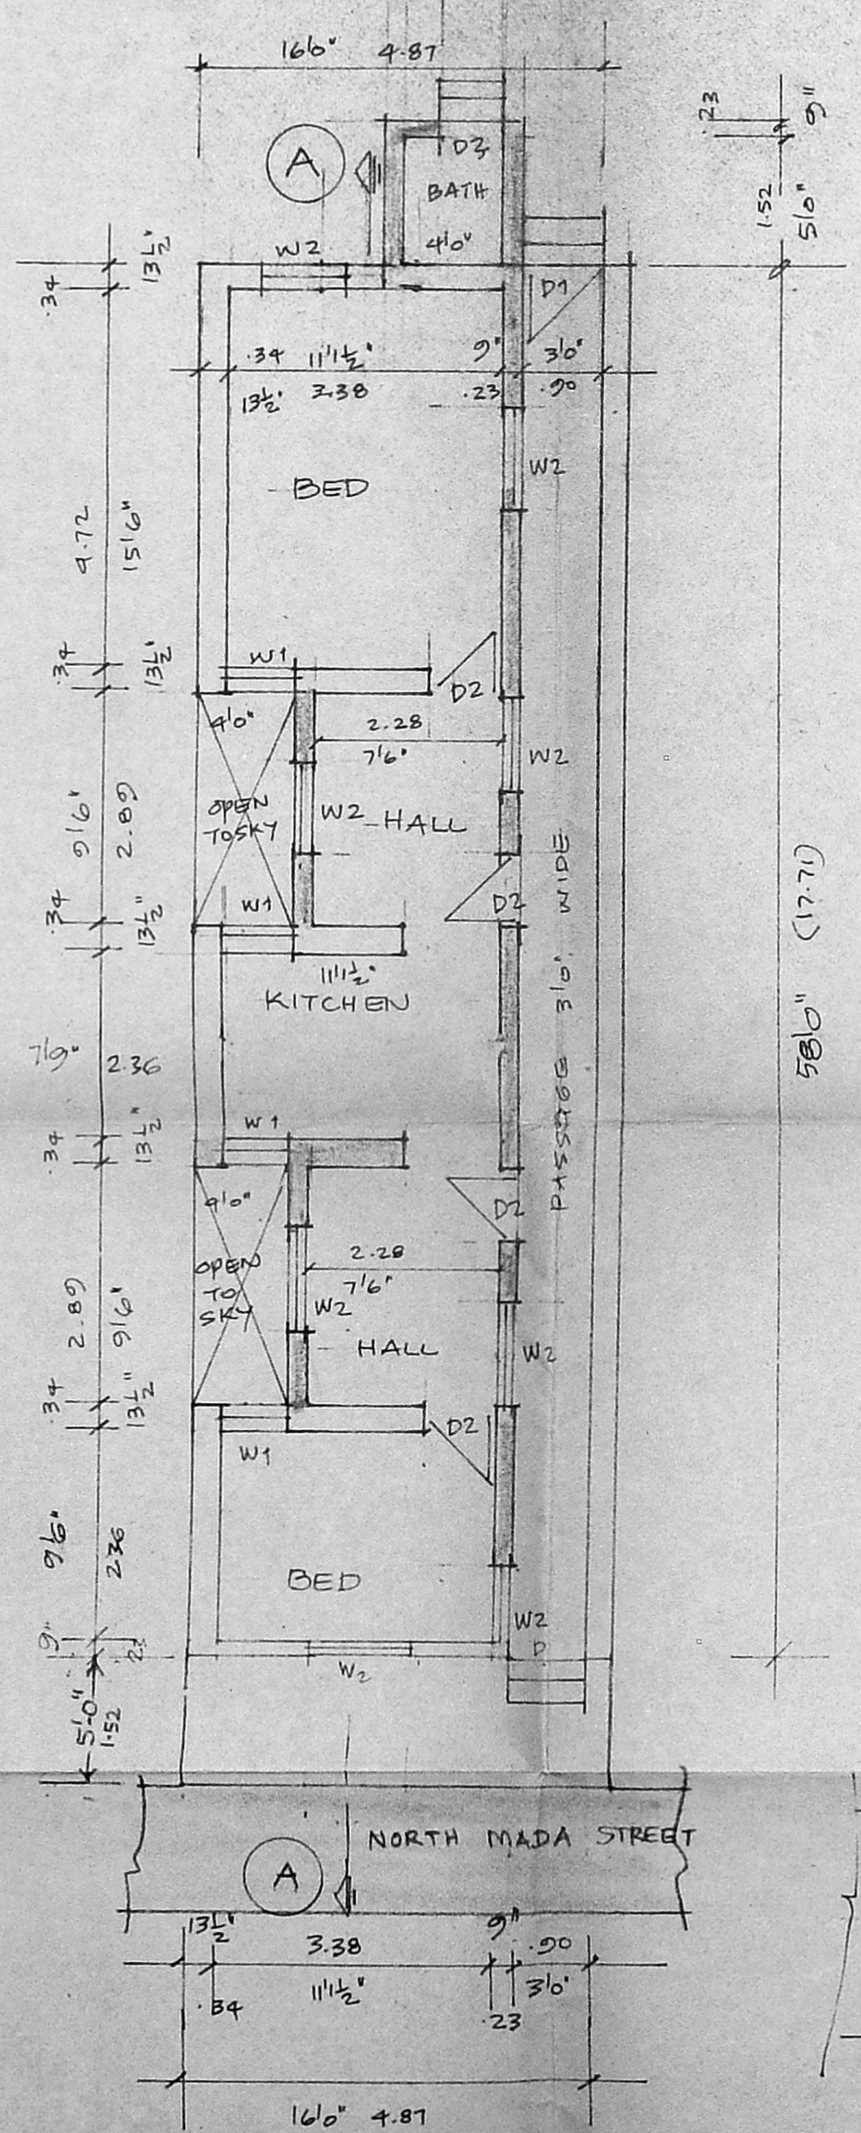 16'0" 4.87
.23
9"
A
D3
BATH
1.52
5'0"
4'0"
W2
13½"
.34
D1
.34 11'1½" 9" 3'0"
13½" 3.38 .23 .90
W2
BED
4.72
15'6"
W1
.34
13½"
D2
4'0"
2.28
7'6"
W2
OPEN
TO SKY
W2
HALL
9'6"
2.89
PASSAGE 3'0" WIDE
58'0" (17.71)
D2
W1
.34
13½"
11'1½"
KITCHEN
7'9"
2.36
W1
.34
13½"
4'0"
D2
OPEN
TO
SKY
2.28
7'6"
W2
HALL
W2
2.89
9'6"
.34
13½"
W1
D2
9'6"
2.36
BED
W2
D
9"
W2
5'-0"
1.52
NORTH MADA STREET
A
13½" 9"
3.38 .90
11'1½" 3'0"
.34 .23
16'0" 4.87